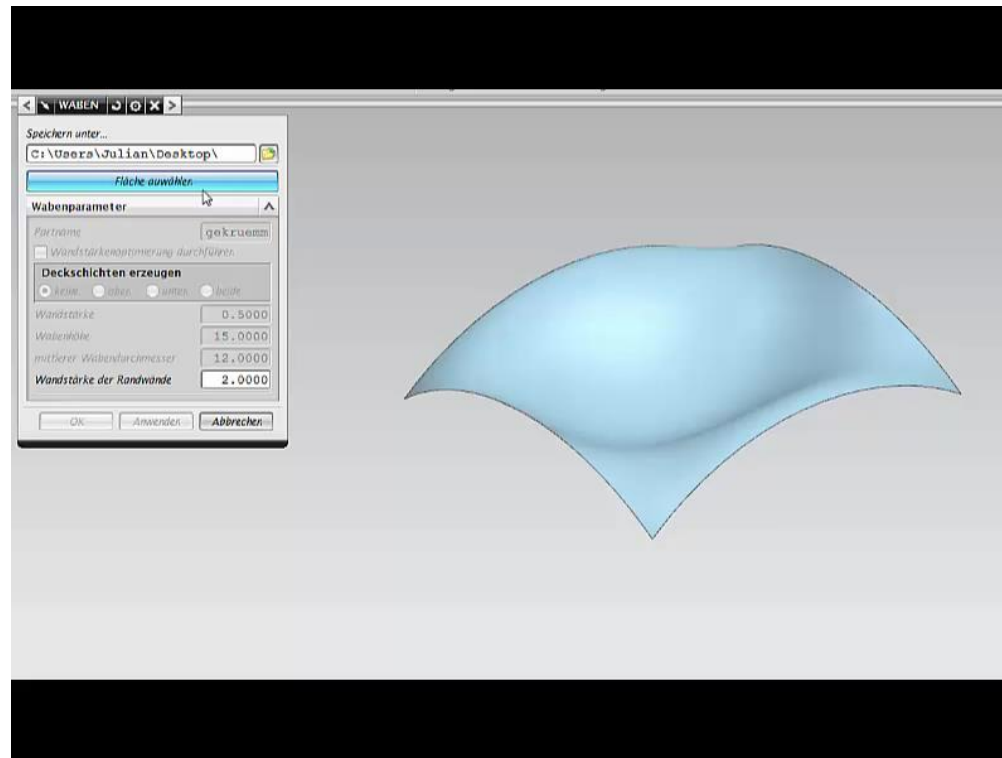 WABEN
Speichern unter...
C:\Users\Julian\Desktop\
Fläche auwählen
Wabenparameter
Partname gekruemm
Wandstärkenoptimierung durchführen
Deckschichten erzeugen
keine oben unten beide
Wandstärke 0.5000
Wabenhöhe 15.0000
mittlerer Wabendurchmesser 12.0000
Wandstärke der Randwände 2.0000
OK Anwenden Abbrechen